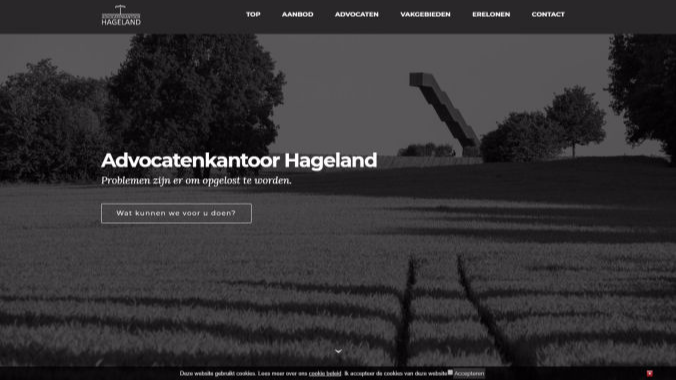 HAGELAND
TOP AANBOD ADVOCATEN VAKGEBIEDEN ERELONEN CONTACT
Advocatenkantoor Hageland
Problemen zijn er om opgelost te worden.
Wat kunnen we voor u doen?
Deze website gebruikt cookies. Lees meer over ons cookie beleid. Ik accepteer de cookies van deze website Accepteren